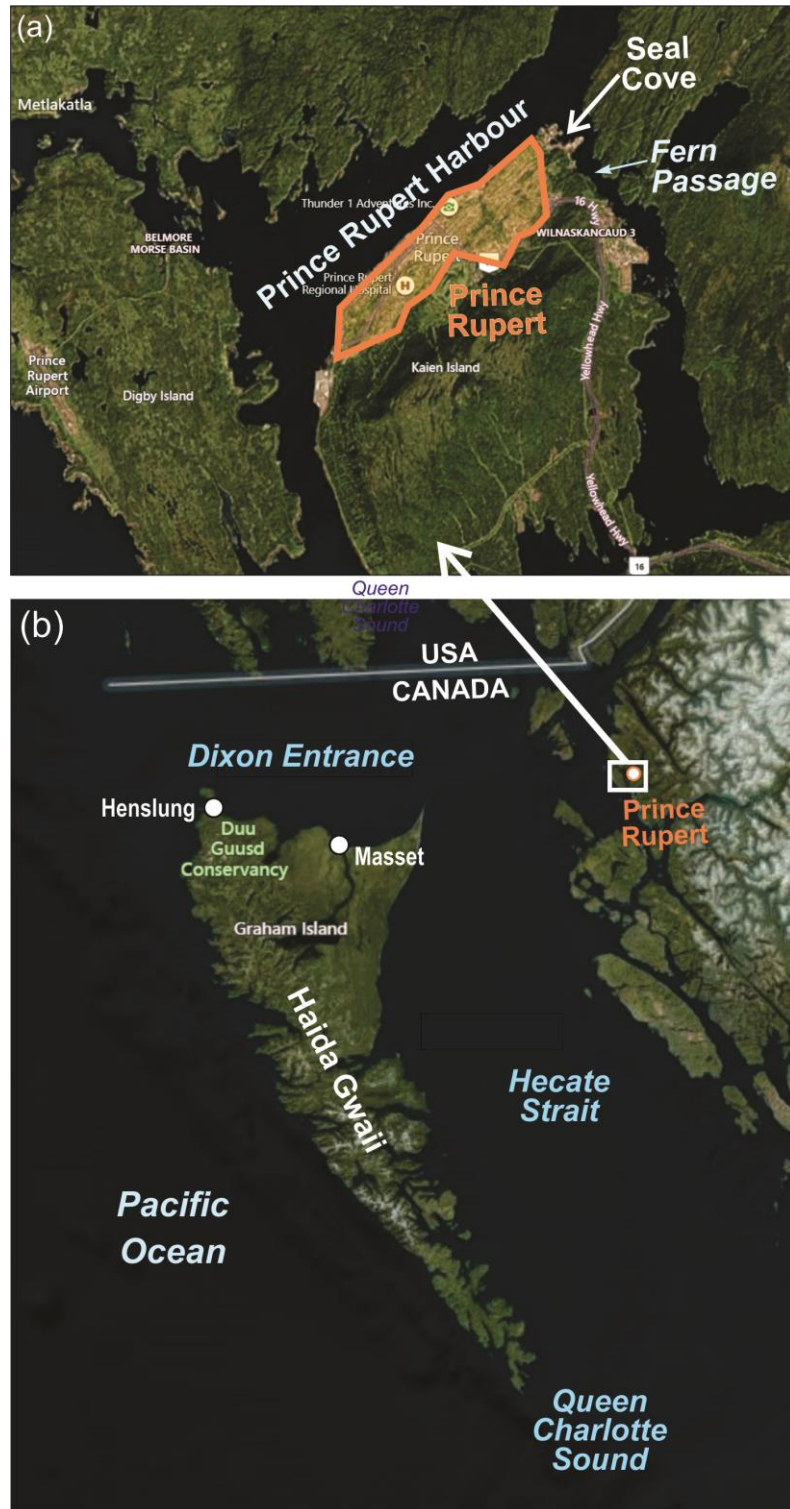 (a)
Seal
Cove
Metlakatla
Prince Rupert Harbour
Fern
Passage
Thunder 1 Adventures Inc.
16 Hwy
WILNASKANCAUD 3
BELMORE
MORSE BASIN
Prince
Rupert
Prince Rupert
Regional Hospital
H
Prince
Rupert
Yellowhead Hwy
Prince
Rupert
Airport
Kaien Island
Digby Island
Yellowhead Hwy
16
Queen
Charlotte
Sound
(b)
USA
CANADA
Dixon Entrance
Henslung
Prince
Rupert
Duu
Guusd
Conservancy
Masset
Graham Island
Haida Gwaii
Hecate
Strait
Pacific
Ocean
Queen
Charlotte
Sound